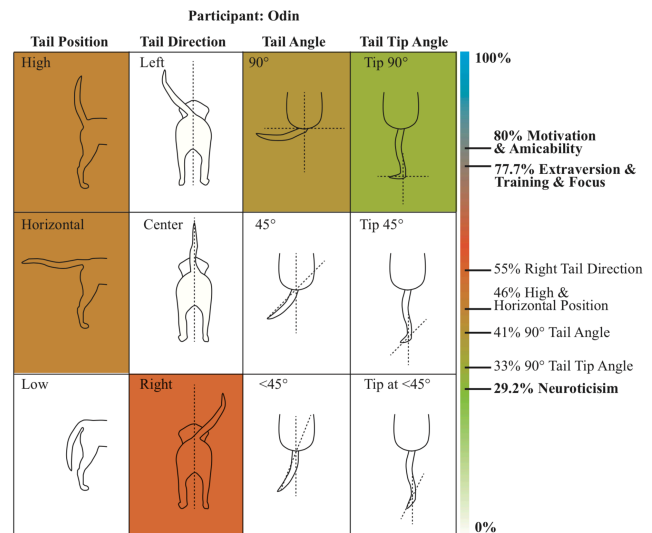 Participant: Odin
Tail Position Tail Direction Tail Angle Tail Tip Angle
High Left 90° Tip 90°
Horizontal Center 45° Tip 45°
Low Right <45° Tip at <45°
100%
80% Motivation
& Amicability
77.7% Extraversion &
Training & Focus
55% Right Tail Direction
46% High &
Horizontal Position
41% 90° Tail Angle
33% 90° Tail Tip Angle
29.2% Neuroticisim
0%